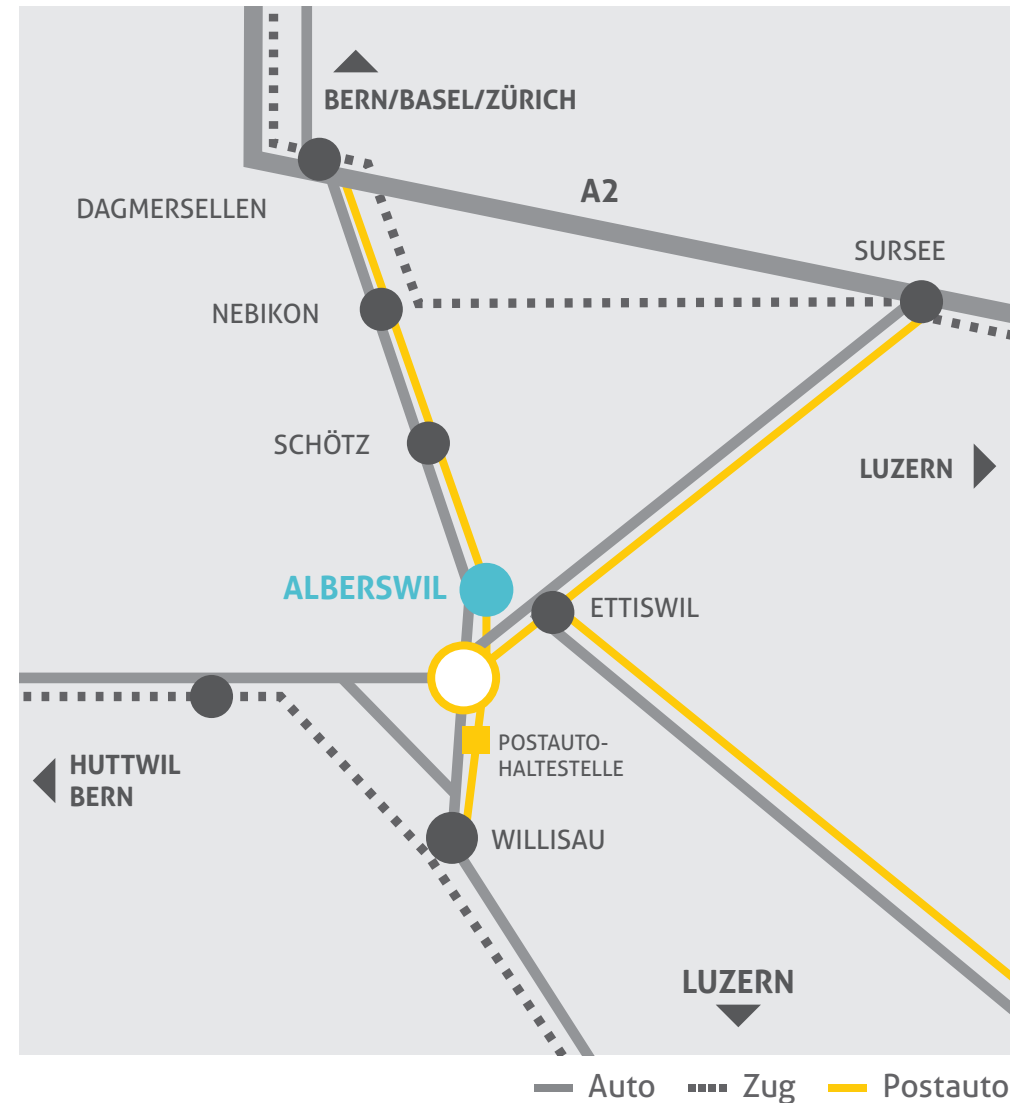 BERN/BASEL/ZÜRICH
A2
DAGMERSELLEN
SURSEE
NEBIKON
SCHÖTZ
LUZERN
ALBERSWIL
ETTISWIL
POSTAUTO-
HALTESTELLE
HUTTWIL
BERN
WILLISAU
LUZERN
Auto Zug Postauto